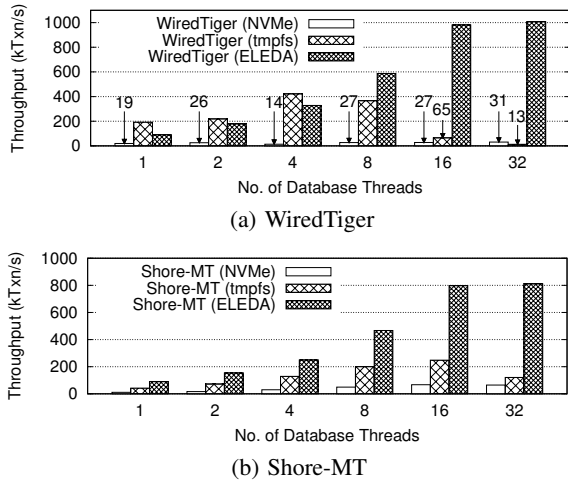 Throughput (kTxn/s)
1000
800
600
400
200
0
WiredTiger (NVMe)
WiredTiger (tmpfs)
WiredTiger (ELEDA)
19
26
14
27
27
65
31
13
1 2 4 8 16 32
No. of Database Threads
(a) WiredTiger
Throughput (kTxn/s)
1000
800
600
400
200
0
Shore-MT (NVMe)
Shore-MT (tmpfs)
Shore-MT (ELEDA)
1 2 4 8 16 32
No. of Database Threads
(b) Shore-MT